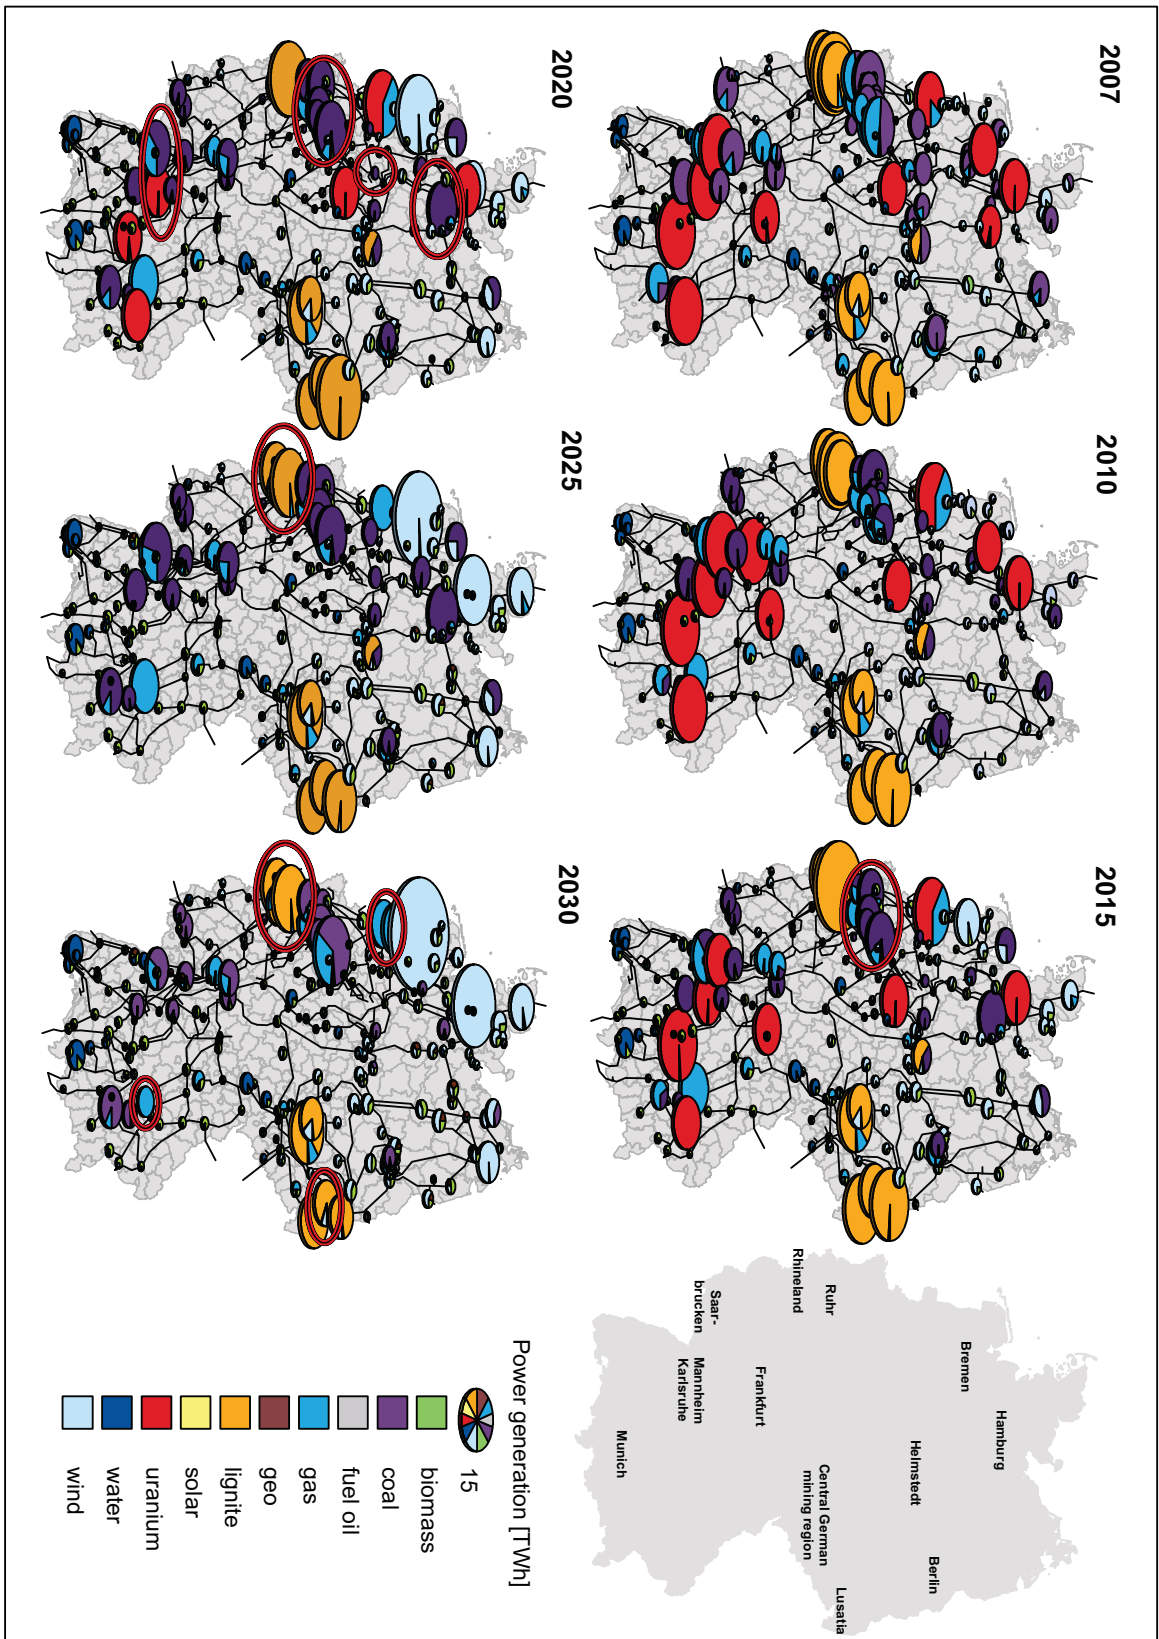 2007
2010
2015
2020
2025
2030
Hamburg
Bremen
Helmstedt
Berlin
Ruhr
Rhineland
Central German
mining region
Lusatia
Frankfurt
Saar-
brucken
Mannheim
Karlsruhe
Munich
Power generation [TWh]
15
biomass
coal
fuel oil
gas
geo
lignite
solar
uranium
water
wind